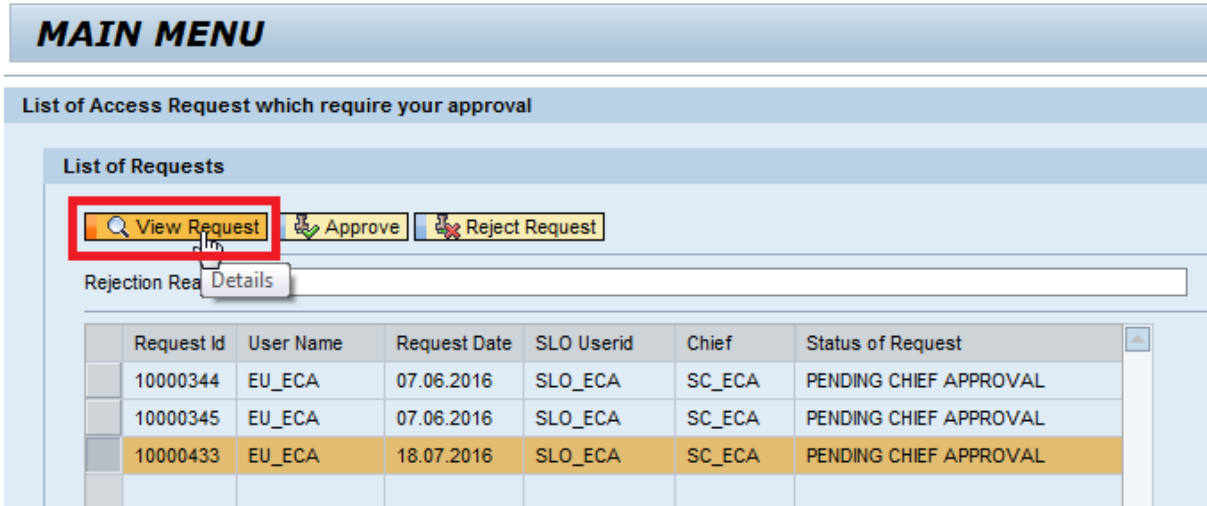 MAIN MENU
List of Access Request which require your approval
List of Requests
View Request Approve Reject Request
Details
Rejection
Request Id User Name Request Date SLO Userid Chief Status of Request
10000344 EU_ECA 07.06.2016 SLO_ECA SC_ECA PENDING CHIEF APPROVAL
10000345 EU_ECA 07.06.2016 SLO_ECA SC_ECA PENDING CHIEF APPROVAL
10000433 EU_ECA 18.07.2016 SLO_ECA SC_ECA PENDING CHIEF APPROVAL